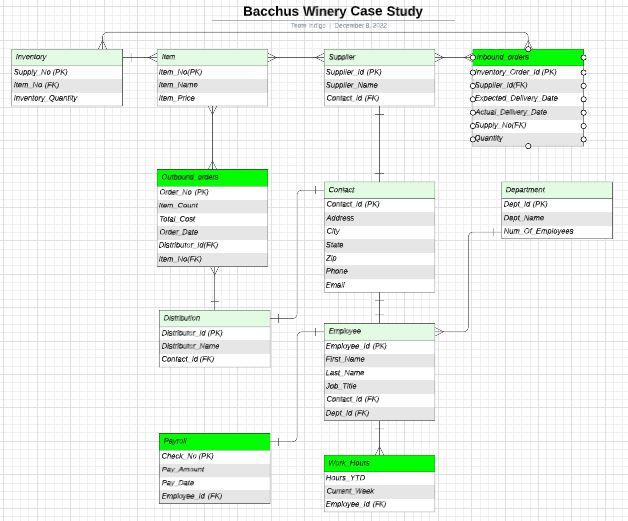 Bacchus Winery Case Study
Team Indigo | December 8, 2022
Inventory
Supply_No (PK)
Item_No (FK)
Inventory_Quantity
Item
Item_No(PK)
Item_Name
Item_Price
Supplier
Supplier_Id (PK)
Supplier_Name
Contact_Id (FK)
Inbound_orders
Inventory_Order_Id (PK)
Supplier_Id(FK)
Expected_Delivery_Date
Actual_Delivery_Date
Supply_No(FK)
Quantity
Outbound_orders
Order_No (PK)
Item_Count
Total_Cost
Order_Date
Distributor_Id(FK)
Item_No(FK)
Contact
Contact_Id (PK)
Address
City
State
Zip
Phone
Email
Department
Dept_Id (PK)
Dept_Name
Num_Of_Employees
Distribution
Distributor_Id (PK)
Distributor_Name
Contact_Id (FK)
Employee
Employee_Id (PK)
First_Name
Last_Name
Job_Title
Contact_Id (FK)
Dept_Id (FK)
Payroll
Check_No (PK)
Pay_Amount
Pay_Date
Employee_Id (FK)
Work_Hours
Hours_YTD
Current_Week
Employee_Id (FK)